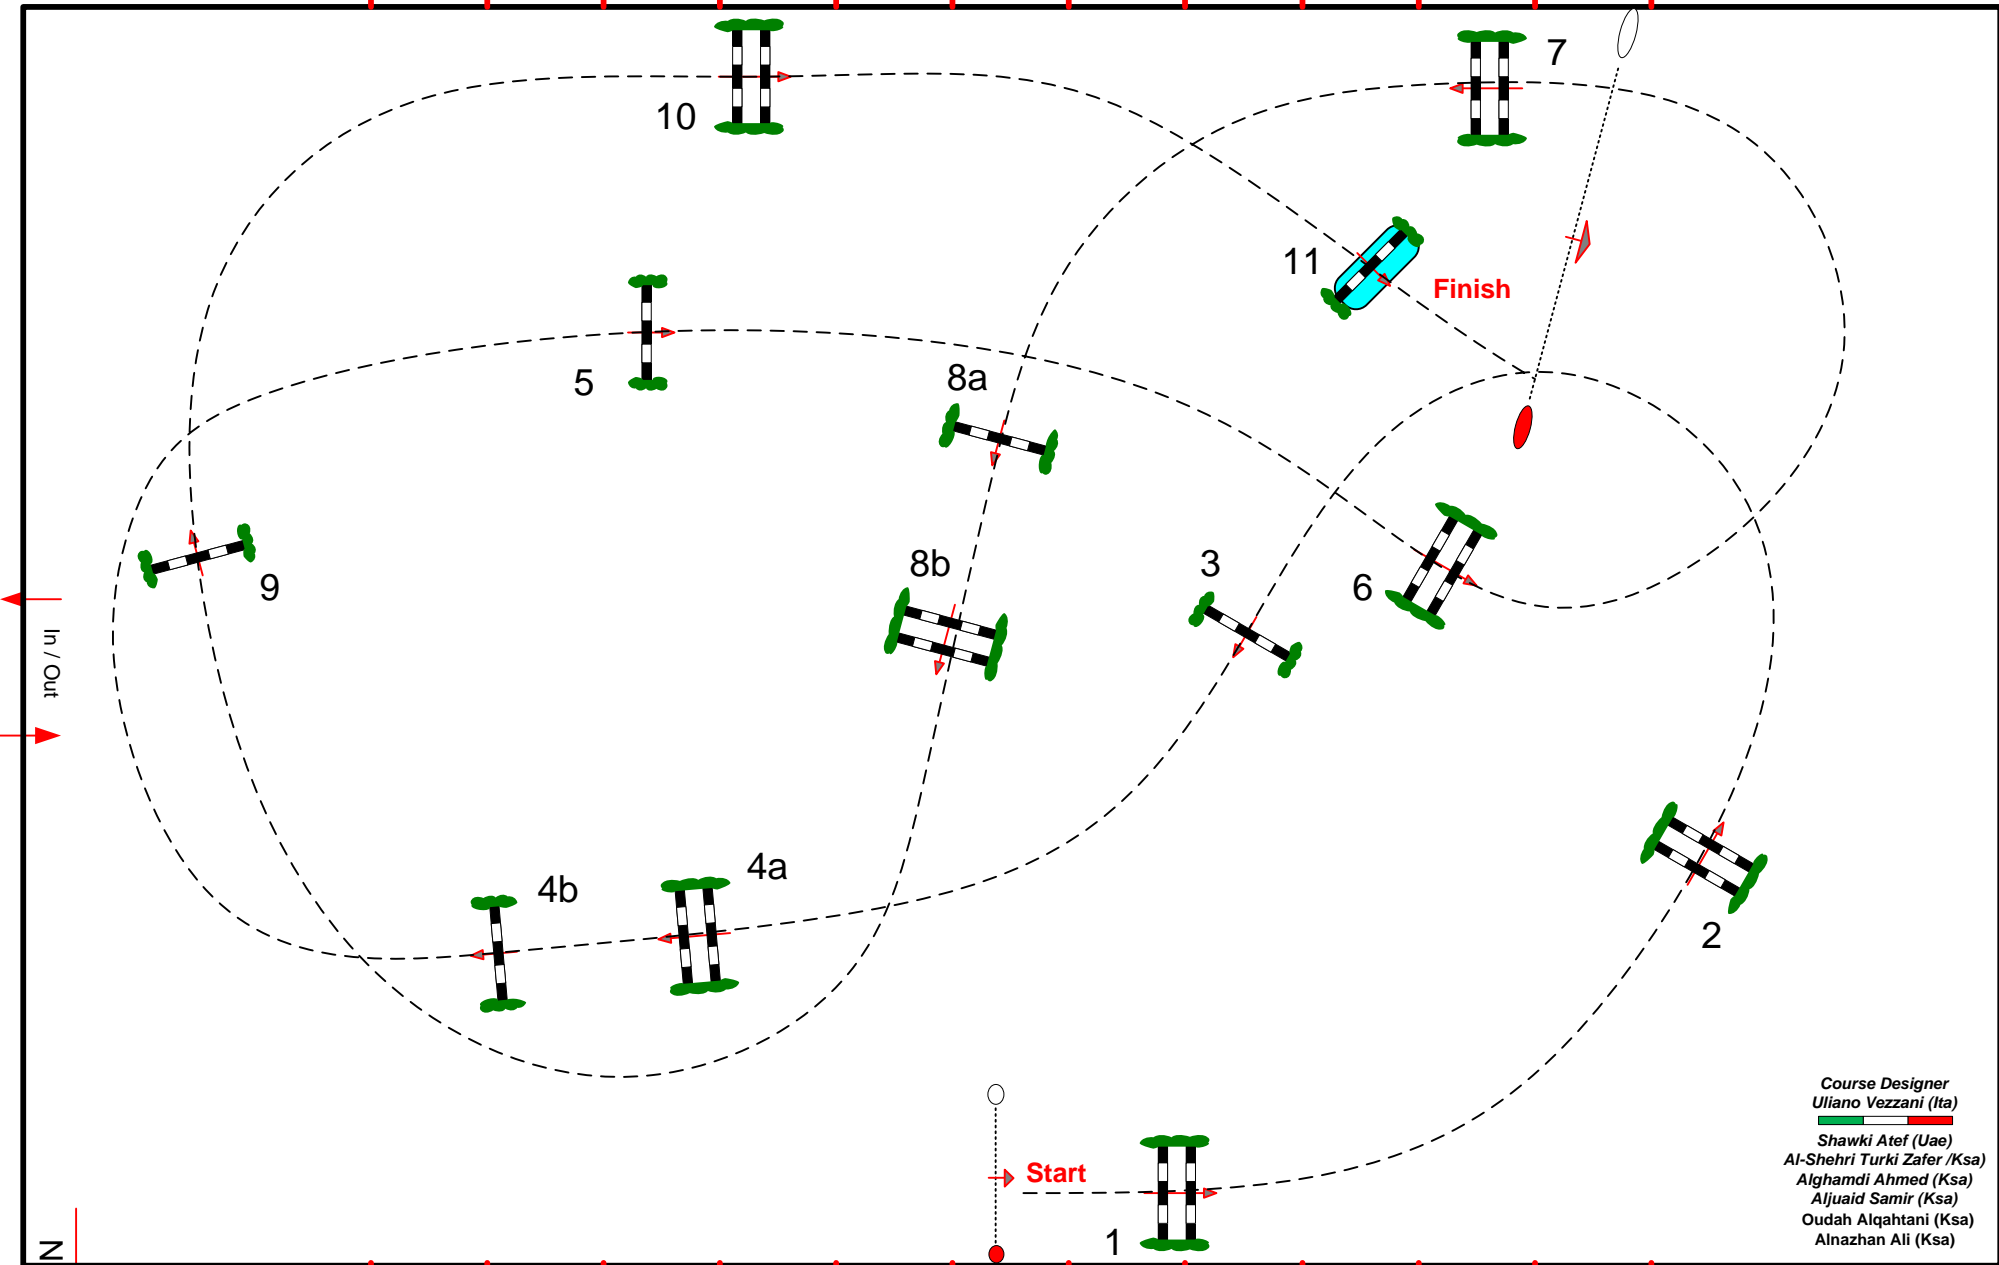 10
7
11
Finish
5
8a
8b
3
6
9
In / Out
4b
4a
2
Start
1
N
Course Designer
Uliano Vezzani (Ita)
Shawki Atef (Uae)
Al-Shehri Turki Zafer /Ksa)
Alghamdi Ahmed (Ksa)
Aljuaid Samir (Ksa)
Oudah Alqahtani (Ksa)
Alnazhan Ali (Ksa)